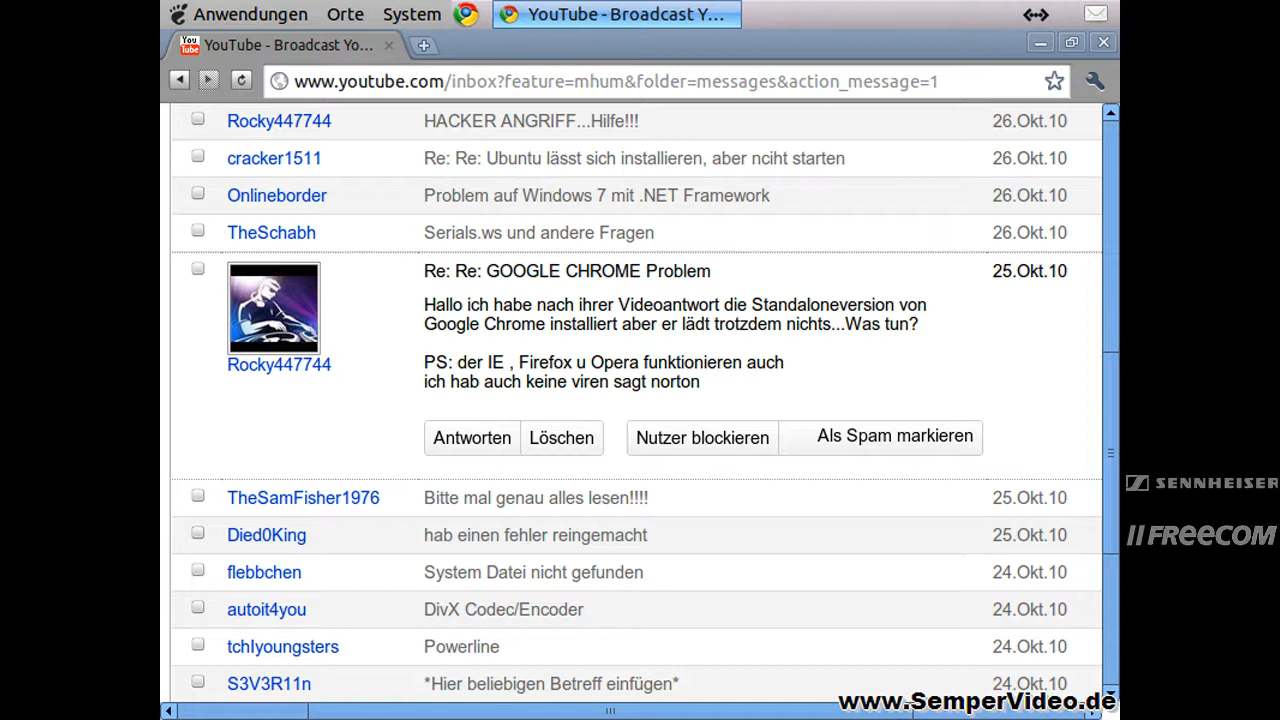 Anwendungen Orte System YouTube - Broadcast Y...
You Tube YouTube - Broadcast Yo...
www.youtube.com/inbox?feature=mhum&folder=messages&action_message=1
Rocky447744 HACKER ANGRIFF...Hilfe!!! 26.Okt.10
cracker1511 Re: Re: Ubuntu lässt sich installieren, aber nciht starten 26.Okt.10
Onlineborder Problem auf Windows 7 mit .NET Framework 26.Okt.10
TheSchabh Serials.ws und andere Fragen 26.Okt.10
Re: Re: GOOGLE CHROME Problem 25.Okt.10
Hallo ich habe nach ihrer Videoantwort die Standaloneversion von
Google Chrome installiert aber er lädt trotzdem nichts...Was tun?
Rocky447744 PS: der IE , Firefox u Opera funktionieren auch
ich hab auch keine viren sagt norton
Antworten Löschen Nutzer blockieren Als Spam markieren
TheSamFisher1976 Bitte mal genau alles lesen!!!! 25.Okt.10
Died0King hab einen fehler reingemacht 25.Okt.10
flebbchen System Datei nicht gefunden 24.Okt.10
autoit4you DivX Codec/Encoder 24.Okt.10
tchIyoungsters Powerline 24.Okt.10
S3V3R11n *Hier beliebigen Betreff einfügen* 24.Okt.10
www.SemperVideo.de
SENNHEISER
FREECOM